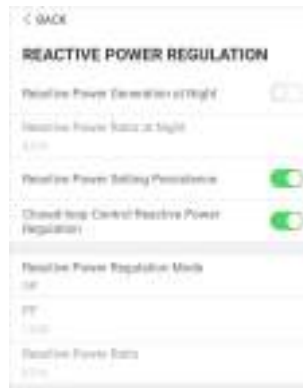 < BACK
REACTIVE POWER REGULATION
Reactive Power Generation at Night
Reactive Power Ratio at Night
Reactive Power Setting Persistence
Closed-loop Control Reactive Power
Regulation
Reactive Power Regulation Mode
PF
Reactive Power Ratio